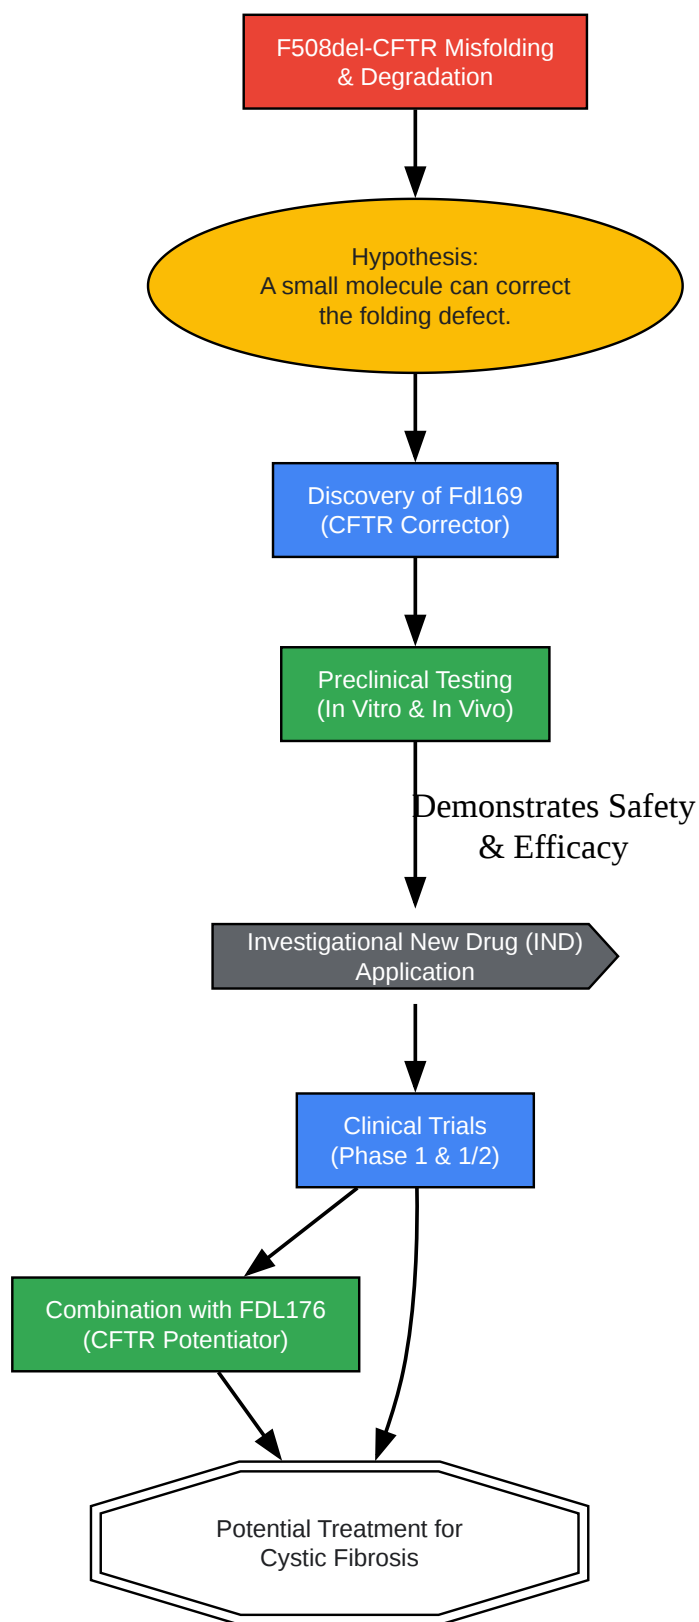 F508del-CFTR Misfolding
& Degradation
Hypothesis:
A small molecule can correct
the folding defect.
Discovery of Fdl169
(CFTR Corrector)
Preclinical Testing
(In Vitro & In Vivo)
Demonstrates Safety
& Efficacy
Investigational New Drug (IND)
Application
Clinical Trials
(Phase 1 & 1/2)
Combination with FDL176
(CFTR Potentiator)
Potential Treatment for
Cystic Fibrosis